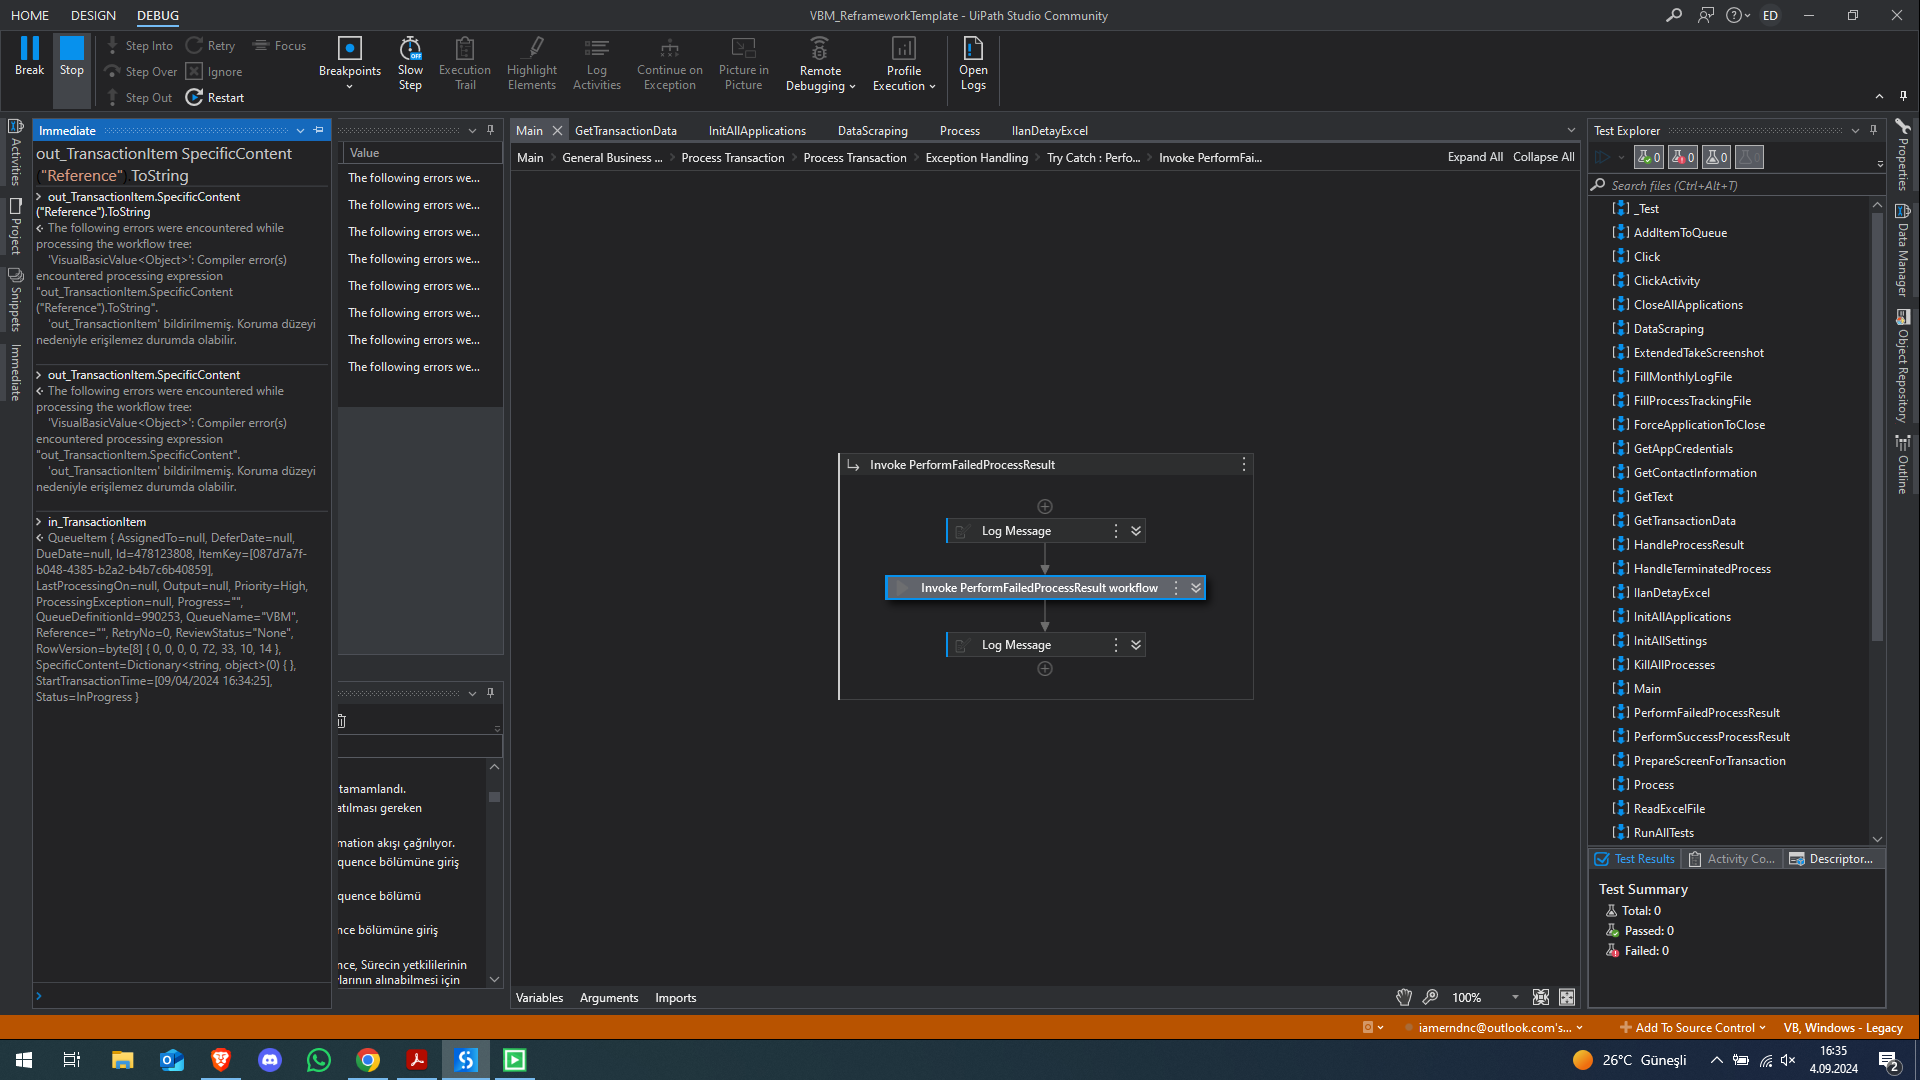 HOME DESIGN DEBUG
VBM_ReframeworkTemplate - UiPath Studio Community
ED
Break
Stop
Step Into
Step Over
Step Out
Retry
Ignore
Restart
Focus
Breakpoints
Slow
Step
OFF
Execution
Trail
Highlight
Elements
Log
Activities
Continue on
Exception
Picture in
Picture
Remote
Debugging
Profile
Execution
Open
Logs
Activities
Project
Snippets
Immediate
Immediate
out_TransactionItem SpecificContent
("Reference").ToString
> out_TransactionItem.SpecificContent
("Reference").ToString
The following errors were encountered while
processing the workflow tree:
'VisualBasicValue<Object>': Compiler error(s)
encountered processing expression
"out_TransactionItem.SpecificContent
("Reference").ToString".
'out_TransactionItem' bildirilmemiş. Koruma düzeyi
nedeniyle erişilemez durumda olabilir.
> out_TransactionItem.SpecificContent
The following errors were encountered while
processing the workflow tree:
'VisualBasicValue<Object>': Compiler error(s)
encountered processing expression
"out_TransactionItem.SpecificContent".
'out_TransactionItem' bildirilmemiş. Koruma düzeyi
nedeniyle erişilemez durumda olabilir.
> in_TransactionItem
QueueItem { AssignedTo=null, DeferDate=null,
DueDate=null, Id=478123808, ItemKey=[087d7a7f-
b048-4385-b2a2-b4b7c6b40859],
LastProcessingOn=null, Output=null, Priority=High,
ProcessingException=null, Progress="",
QueueDefinitionId=990253, QueueName="VBM",
Reference="", RetryNo=0, ReviewStatus="None",
RowVersion=byte[8] { 0, 0, 0, 0, 72, 33, 10, 14 },
SpecificContent=Dictionary<string, object>(0) { },
StartTransactionTime=[09/04/2024 16:34:25],
Status=InProgress }
>
Value
The following errors we...
The following errors we...
The following errors we...
The following errors we...
The following errors we...
The following errors we...
The following errors we...
The following errors we...
tamamlandı.
atılması gereken
mation akışı çağrılıyor.
quence bölümüne giriş
quence bölümü
nce bölümüne giriş
nce, Sürecin yetkililerinin
larının alınabilmesi için
Main GetTransactionData InitAllApplications DataScraping Process IlanDetayExcel
Main > General Business ... > Process Transaction > Process Transaction > Exception Handling > Try Catch : Perfo... > Invoke PerformFai...
Expand All Collapse All
Invoke PerformFailedProcessResult
Log Message
Invoke PerformFailedProcessResult workflow
Log Message
Variables Arguments Imports
100%
Test Explorer
0 0 0 0
Search files (Ctrl+Alt+T)
_Test
AddItemToQueue
Click
ClickActivity
CloseAllApplications
DataScraping
ExtendedTakeScreenshot
FillMonthlyLogFile
FillProcessTrackingFile
ForceApplicationToClose
GetAppCredentials
GetContactInformation
GetText
GetTransactionData
HandleProcessResult
HandleTerminatedProcess
IlanDetayExcel
InitAllApplications
InitAllSettings
KillAllProcesses
Main
PerformFailedProcessResult
PerformSuccessProcessResult
PrepareScreenForTransaction
Process
ReadExcelFile
RunAllTests
Test Results
Activity Co...
Descriptor...
Test Summary
Total: 0
Passed: 0
Failed: 0
Properties
Data Manager
Object Repository
Outline
iamerndnc@outlook.com's...
Add To Source Control
VB, Windows - Legacy
26°C Güneşli
16:35
4.09.2024
2